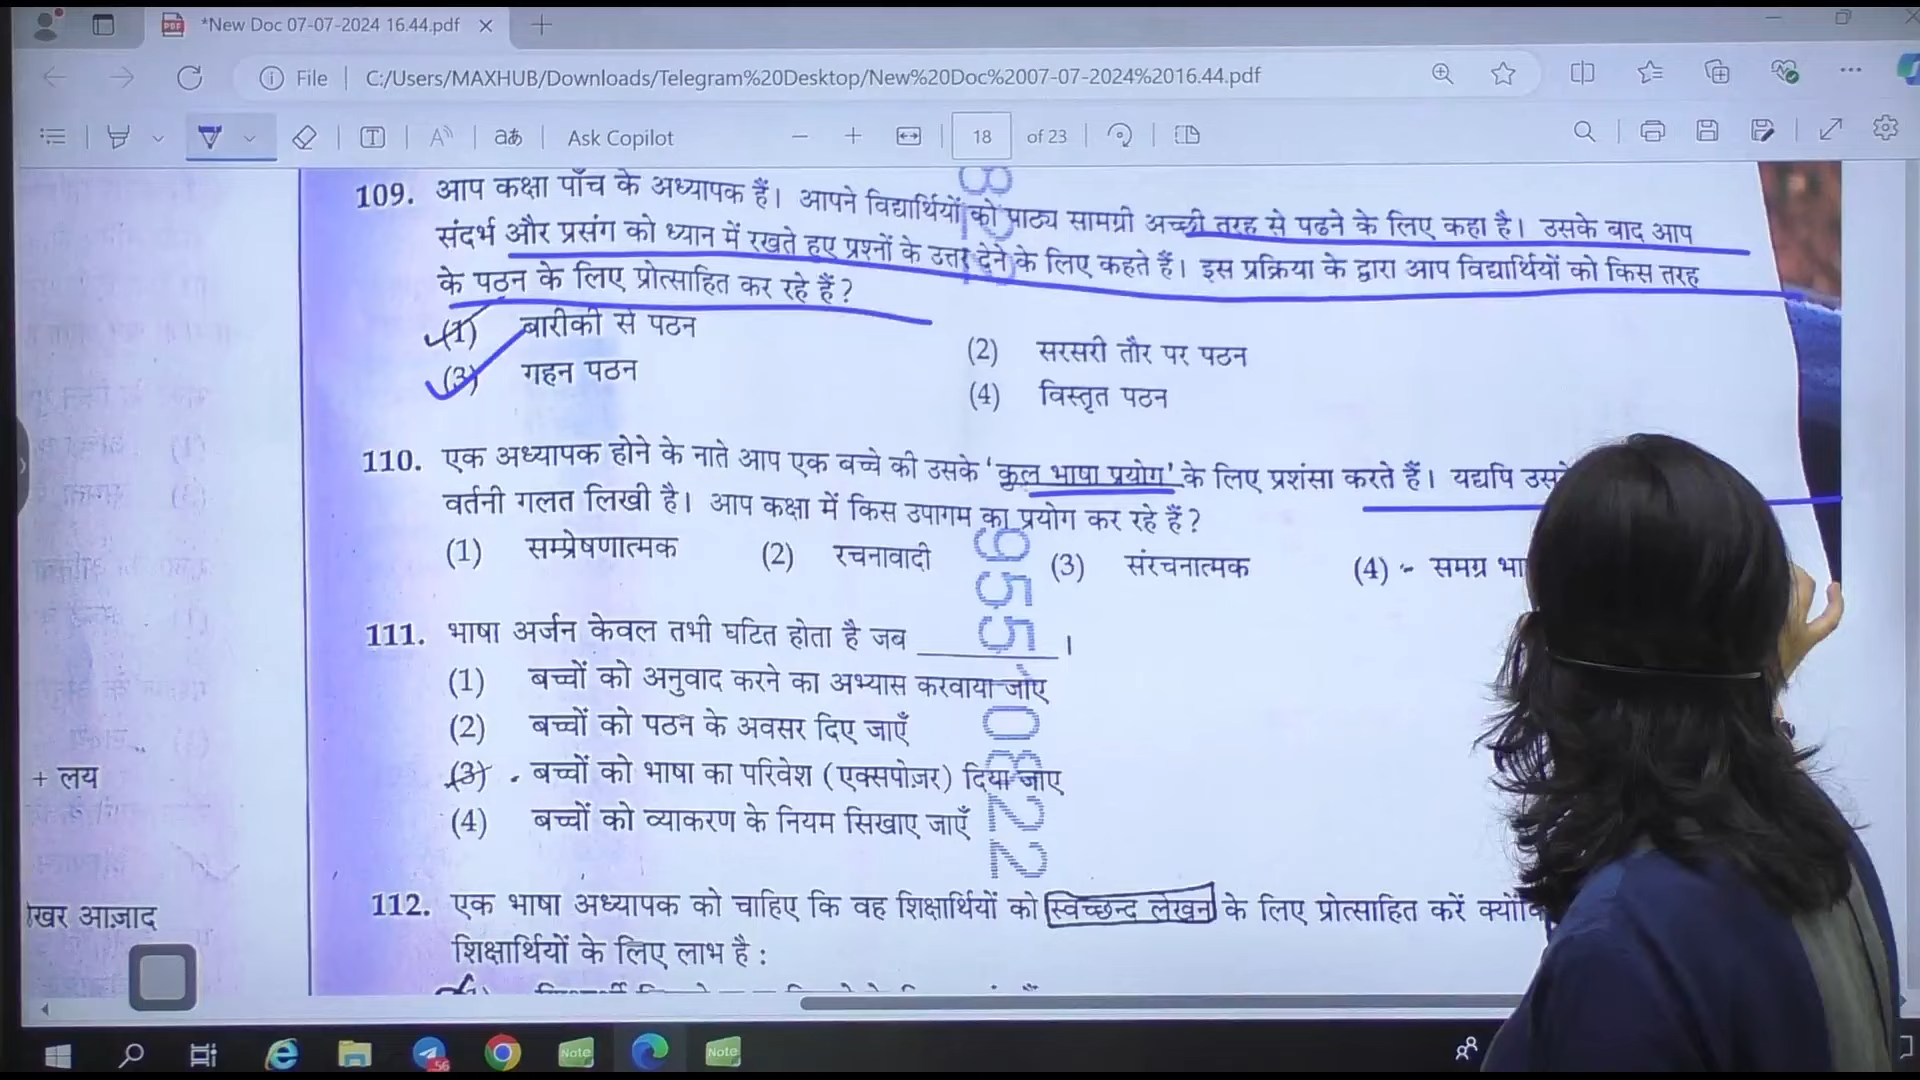 *New Doc 07-07-2024 16.44.pdf
File
C:/Users/MAXHUB/Downloads/Telegram%20Desktop/New%20Doc%2007-07-2024%2016.44.pdf
Ask Copilot
18 of 23
109. आप कक्षा पाँच के अध्यापक हैं। आपने विद्यार्थियों को पाठ्य सामग्री अच्छी तरह से पढने के लिए कहा है। उसके बाद आप
संदर्भ और प्रसंग को ध्यान में रखते हुए प्रश्नों के उत्तर देने के लिए कहते हैं। इस प्रक्रिया के द्वारा आप विद्यार्थियों को किस तरह
के पठन के लिए प्रोत्साहित कर रहे हैं?
(1) बारीकी से पठन
(2) सरसरी तौर पर पठन
(3) गहन पठन
(4) विस्तृत पठन
110. एक अध्यापक होने के नाते आप एक बच्चे की उसके 'कुल भाषा प्रयोग' के लिए प्रशंसा करते हैं। यद्यपि
वर्तनी गलत लिखी है। आप कक्षा में किस उपागम का प्रयोग कर रहे हैं?
(1) सम्प्रेषणात्मक (2) रचनावादी (3) संरचनात्मक (4) समग्र
111. भाषा अर्जन केवल तभी घटित होता है जब ________ ।
(1) बच्चों को अनुवाद करने का अभ्यास करवाया जाए
(2) बच्चों को पठन के अवसर दिए जाएँ
(3) बच्चों को भाषा का परिवेश (एक्सपोज़र) दिया जाए
(4) बच्चों को व्याकरण के नियम सिखाए जाएँ
112. एक भाषा अध्यापक को चाहिए कि वह शिक्षार्थियों को स्वच्छन्द लेखन के लिए प्रोत्साहित करें
शिक्षार्थियों के लिए लाभ है :
+ लय
आज़ाद
955
0822
Note
56
Note